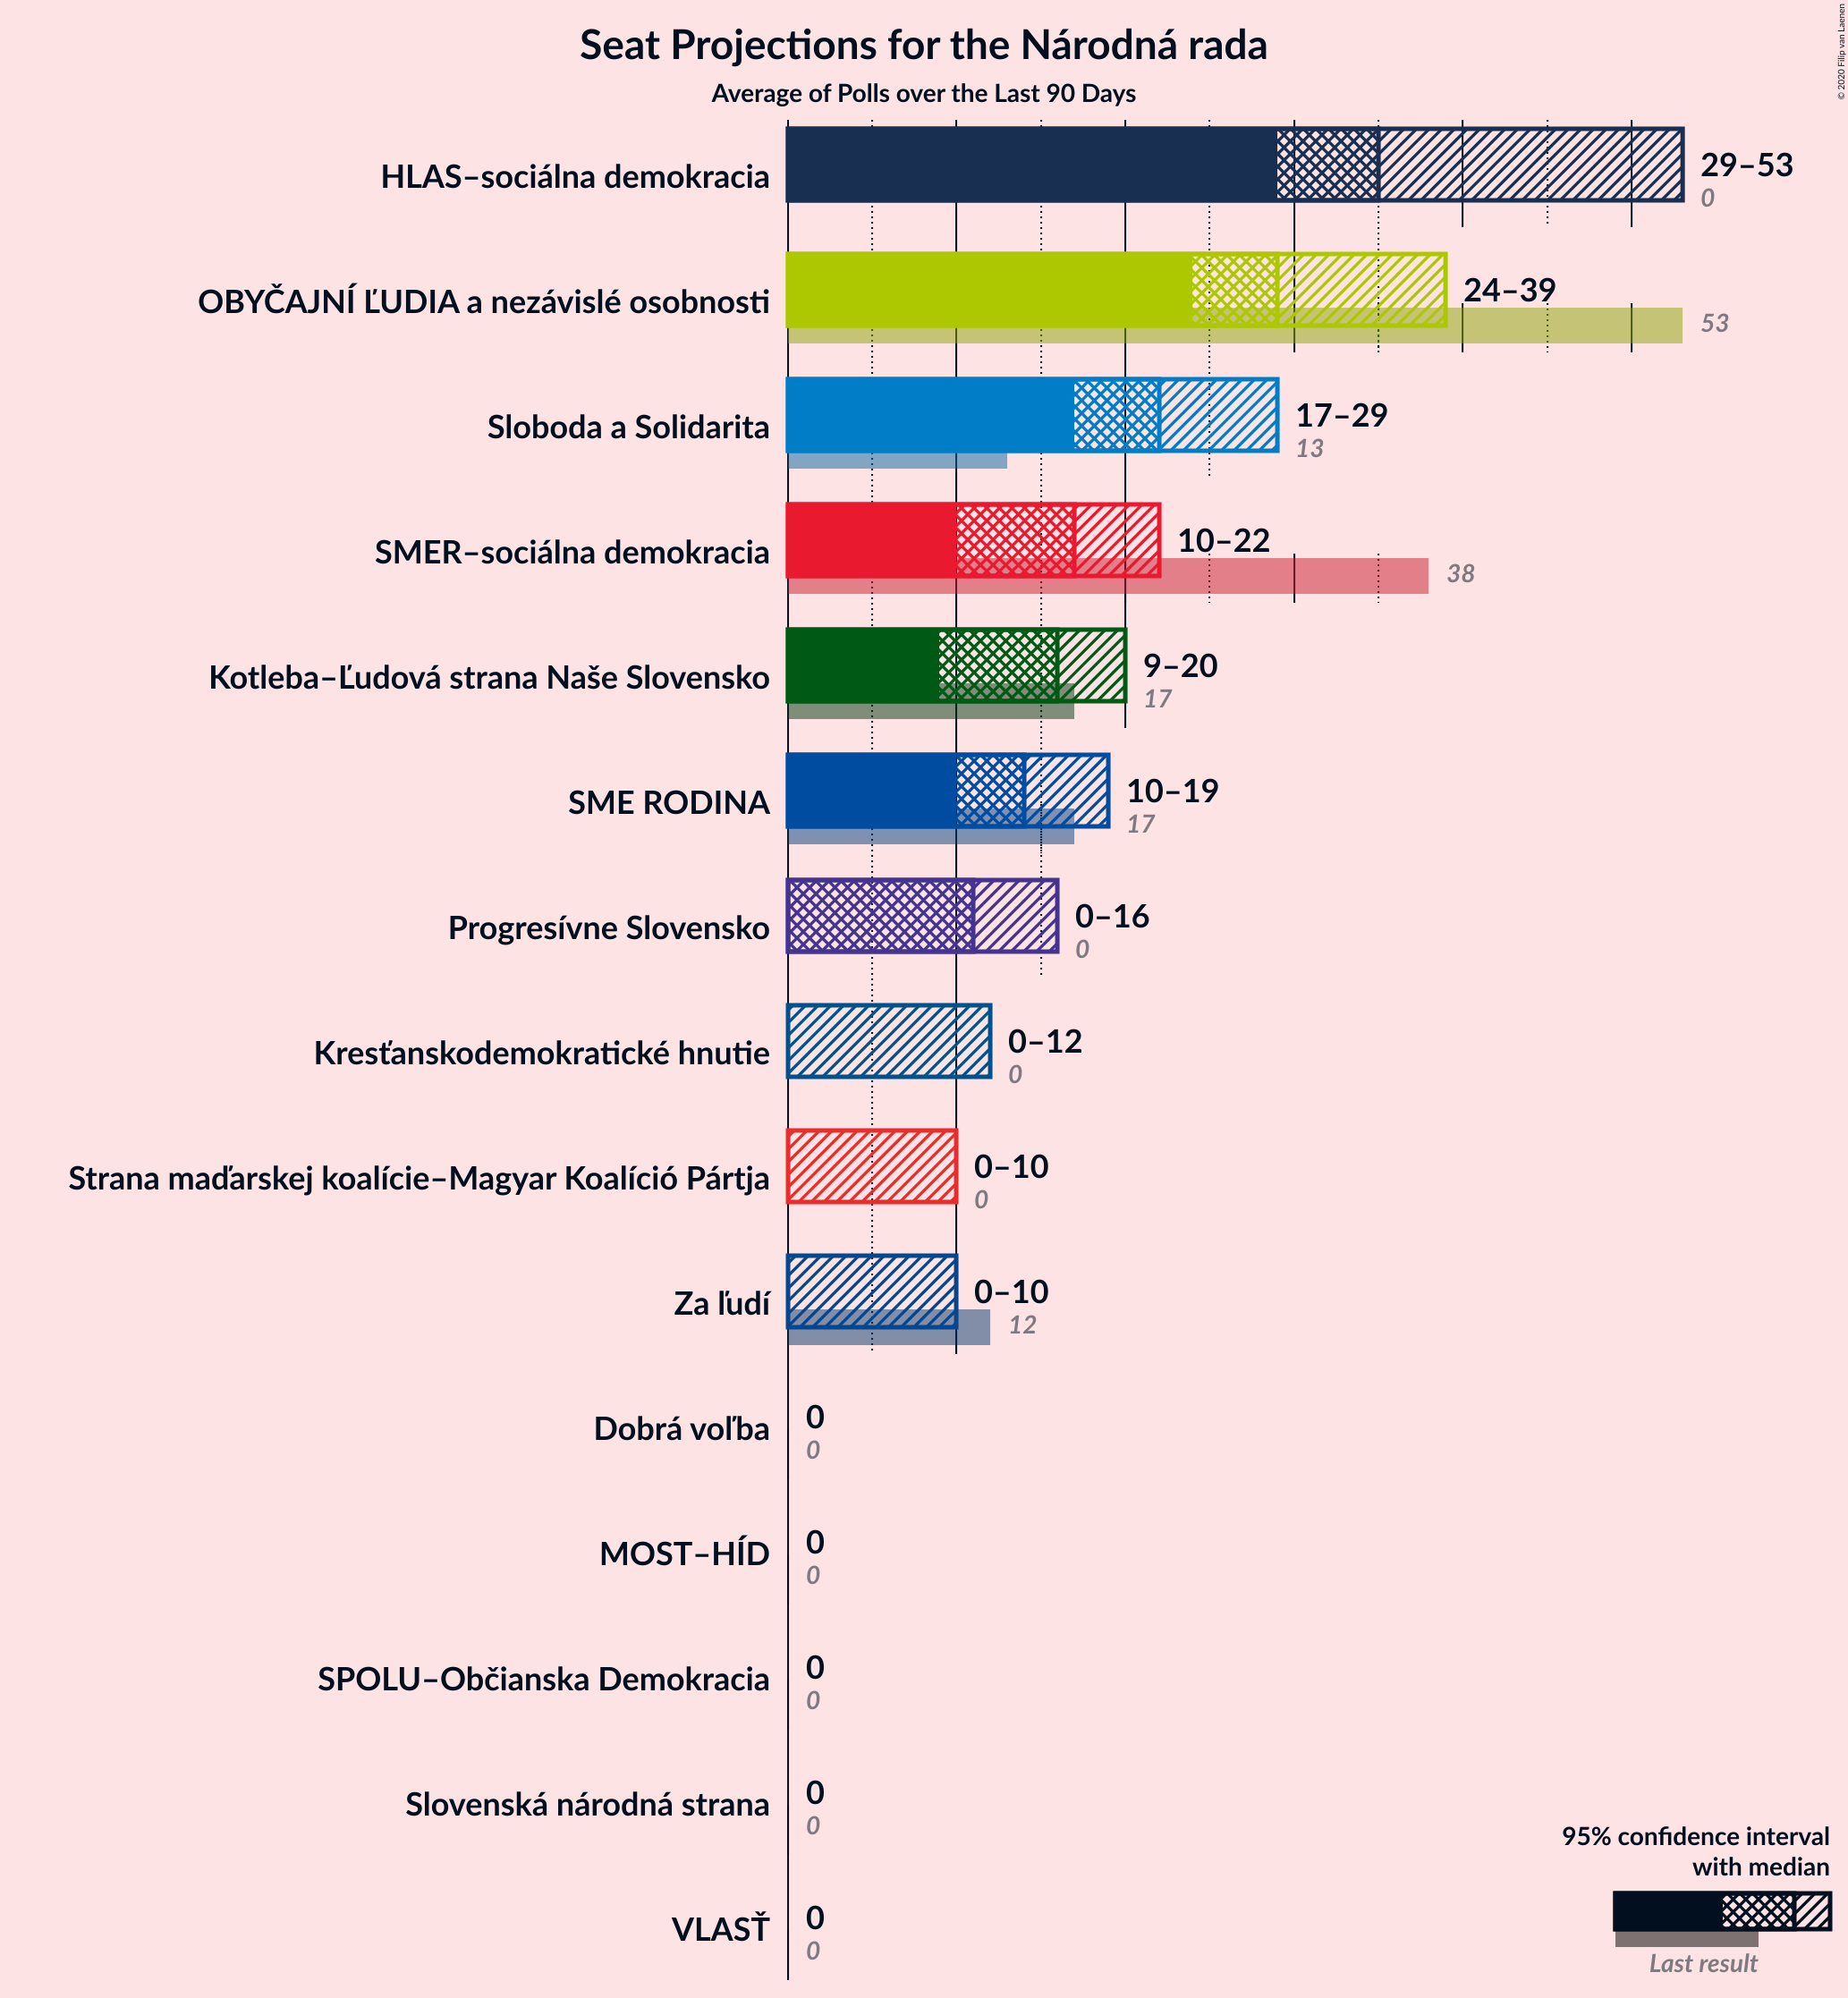 Seat Projections for the Národná rada
Average of Polls over the Last 90 Days
© 2020 Filip van Laenen
HLAS–sociálna demokracia
29–53
0
OBYČAJNÍ ĽUDIA a nezávislé osobnosti
24–39
53
Sloboda a Solidarita
17–29
13
SMER–sociálna demokracia
10–22
38
Kotleba–Ľudová strana Naše Slovensko
9–20
17
SME RODINA
10–19
17
Progresívne Slovensko
0–16
0
Kresťanskodemokratické hnutie
0–12
0
Strana maďarskej koalície–Magyar Koalíció Pártja
0–10
0
Za ľudí
0–10
12
Dobrá voľba
0
0
MOST–HÍD
0
0
SPOLU–Občianska Demokracia
0
0
Slovenská národná strana
0
0
VLASŤ
0
0
95% confidence interval
with median
Last result